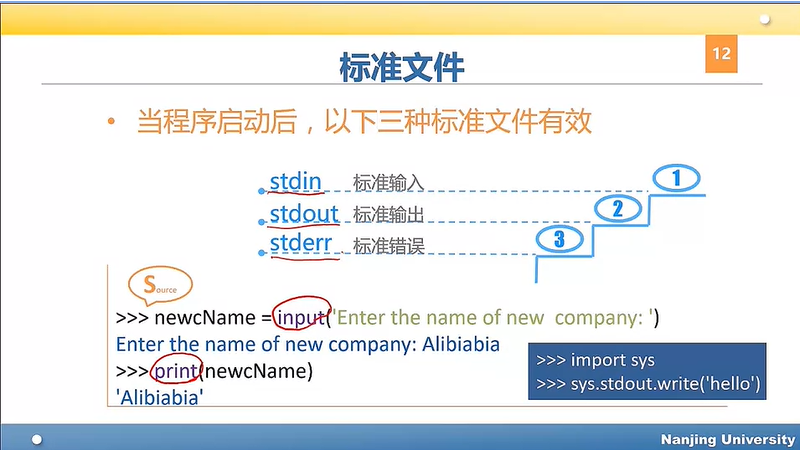 12
标准文件
• 当程序启动后，以下三种标准文件有效
stdin 标准输入 1
stdout 标准输出 2
stderr 标准错误 3
Source
>>> newcName = input('Enter the name of new  company: ')
Enter the name of new company: Alibiabia
>>>print(newcName)
'Alibiabia'
>>> import sys
>>> sys.stdout.write('hello')
Nanjing University